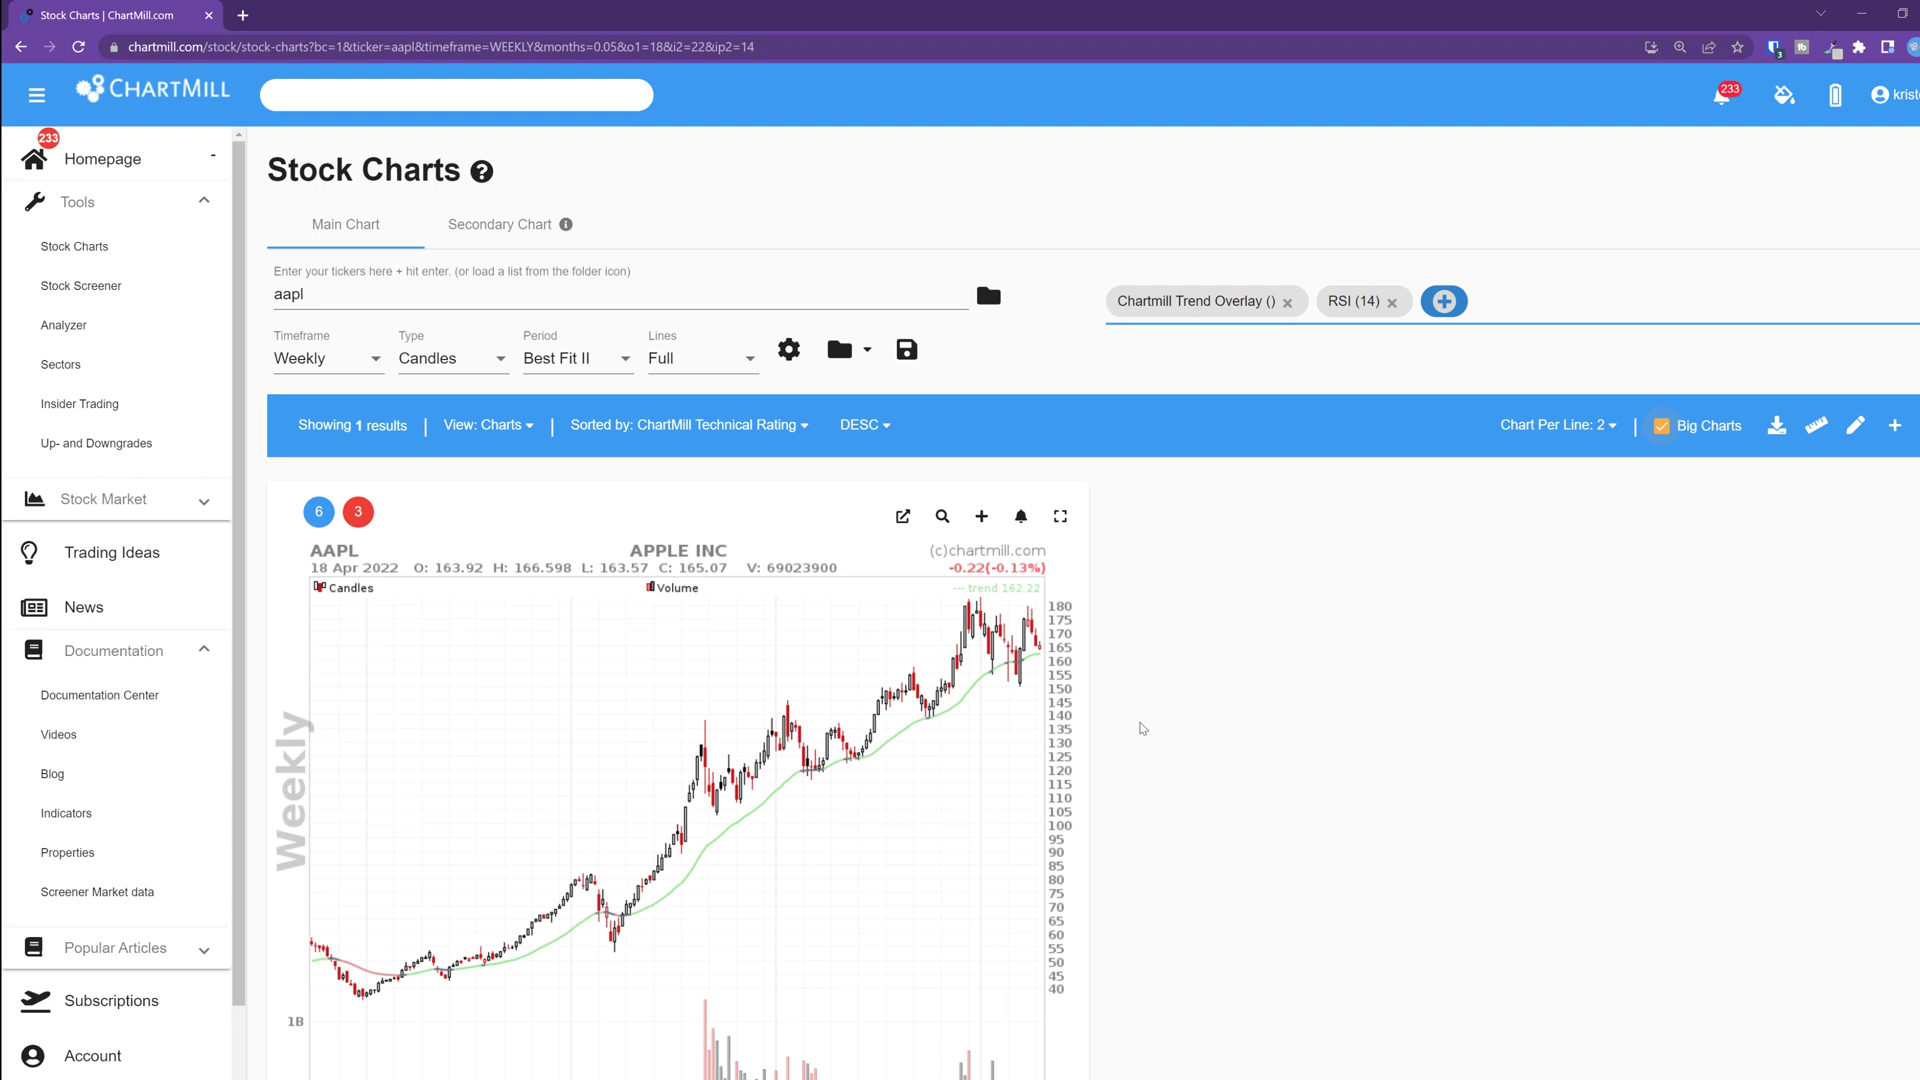 Stock Charts | ChartMill.com
chartmill.com/stock/stock-charts?bc=1&ticker=aapl&timeframe=WEEKLY&months=0.05&o1=18&i2=22&ip2=14
3
CHARTMILL
233
krist
233
Homepage
Tools
Stock Charts
Stock Screener
Analyzer
Sectors
Insider Trading
Up- and Downgrades
Stock Market
Trading Ideas
News
Documentation
Documentation Center
Videos
Blog
Indicators
Properties
Screener Market data
Popular Articles
Subscriptions
Account
Stock Charts
Main Chart
Secondary Chart
Enter your tickers here + hit enter. (or load a list from the folder icon)
aapl
Chartmill Trend Overlay ()
RSI (14)
Timeframe
Weekly
Type
Candles
Period
Best Fit II
Lines
Full
Showing 1 results
View: Charts
Sorted by: ChartMill Technical Rating
DESC
Chart Per Line: 2
Big Charts
6
3
AAPL
APPLE INC
(c)chartmill.com
18 Apr 2022 O: 163.92 H: 166.598 L: 163.57 C: 165.07 V: 69023900
-0.22(-0.13%)
Candles
Volume
--- trend 162.22
Weekly
180
175
170
165
160
155
150
145
140
135
130
125
120
115
110
105
100
95
90
85
80
75
70
65
60
55
50
45
40
1B